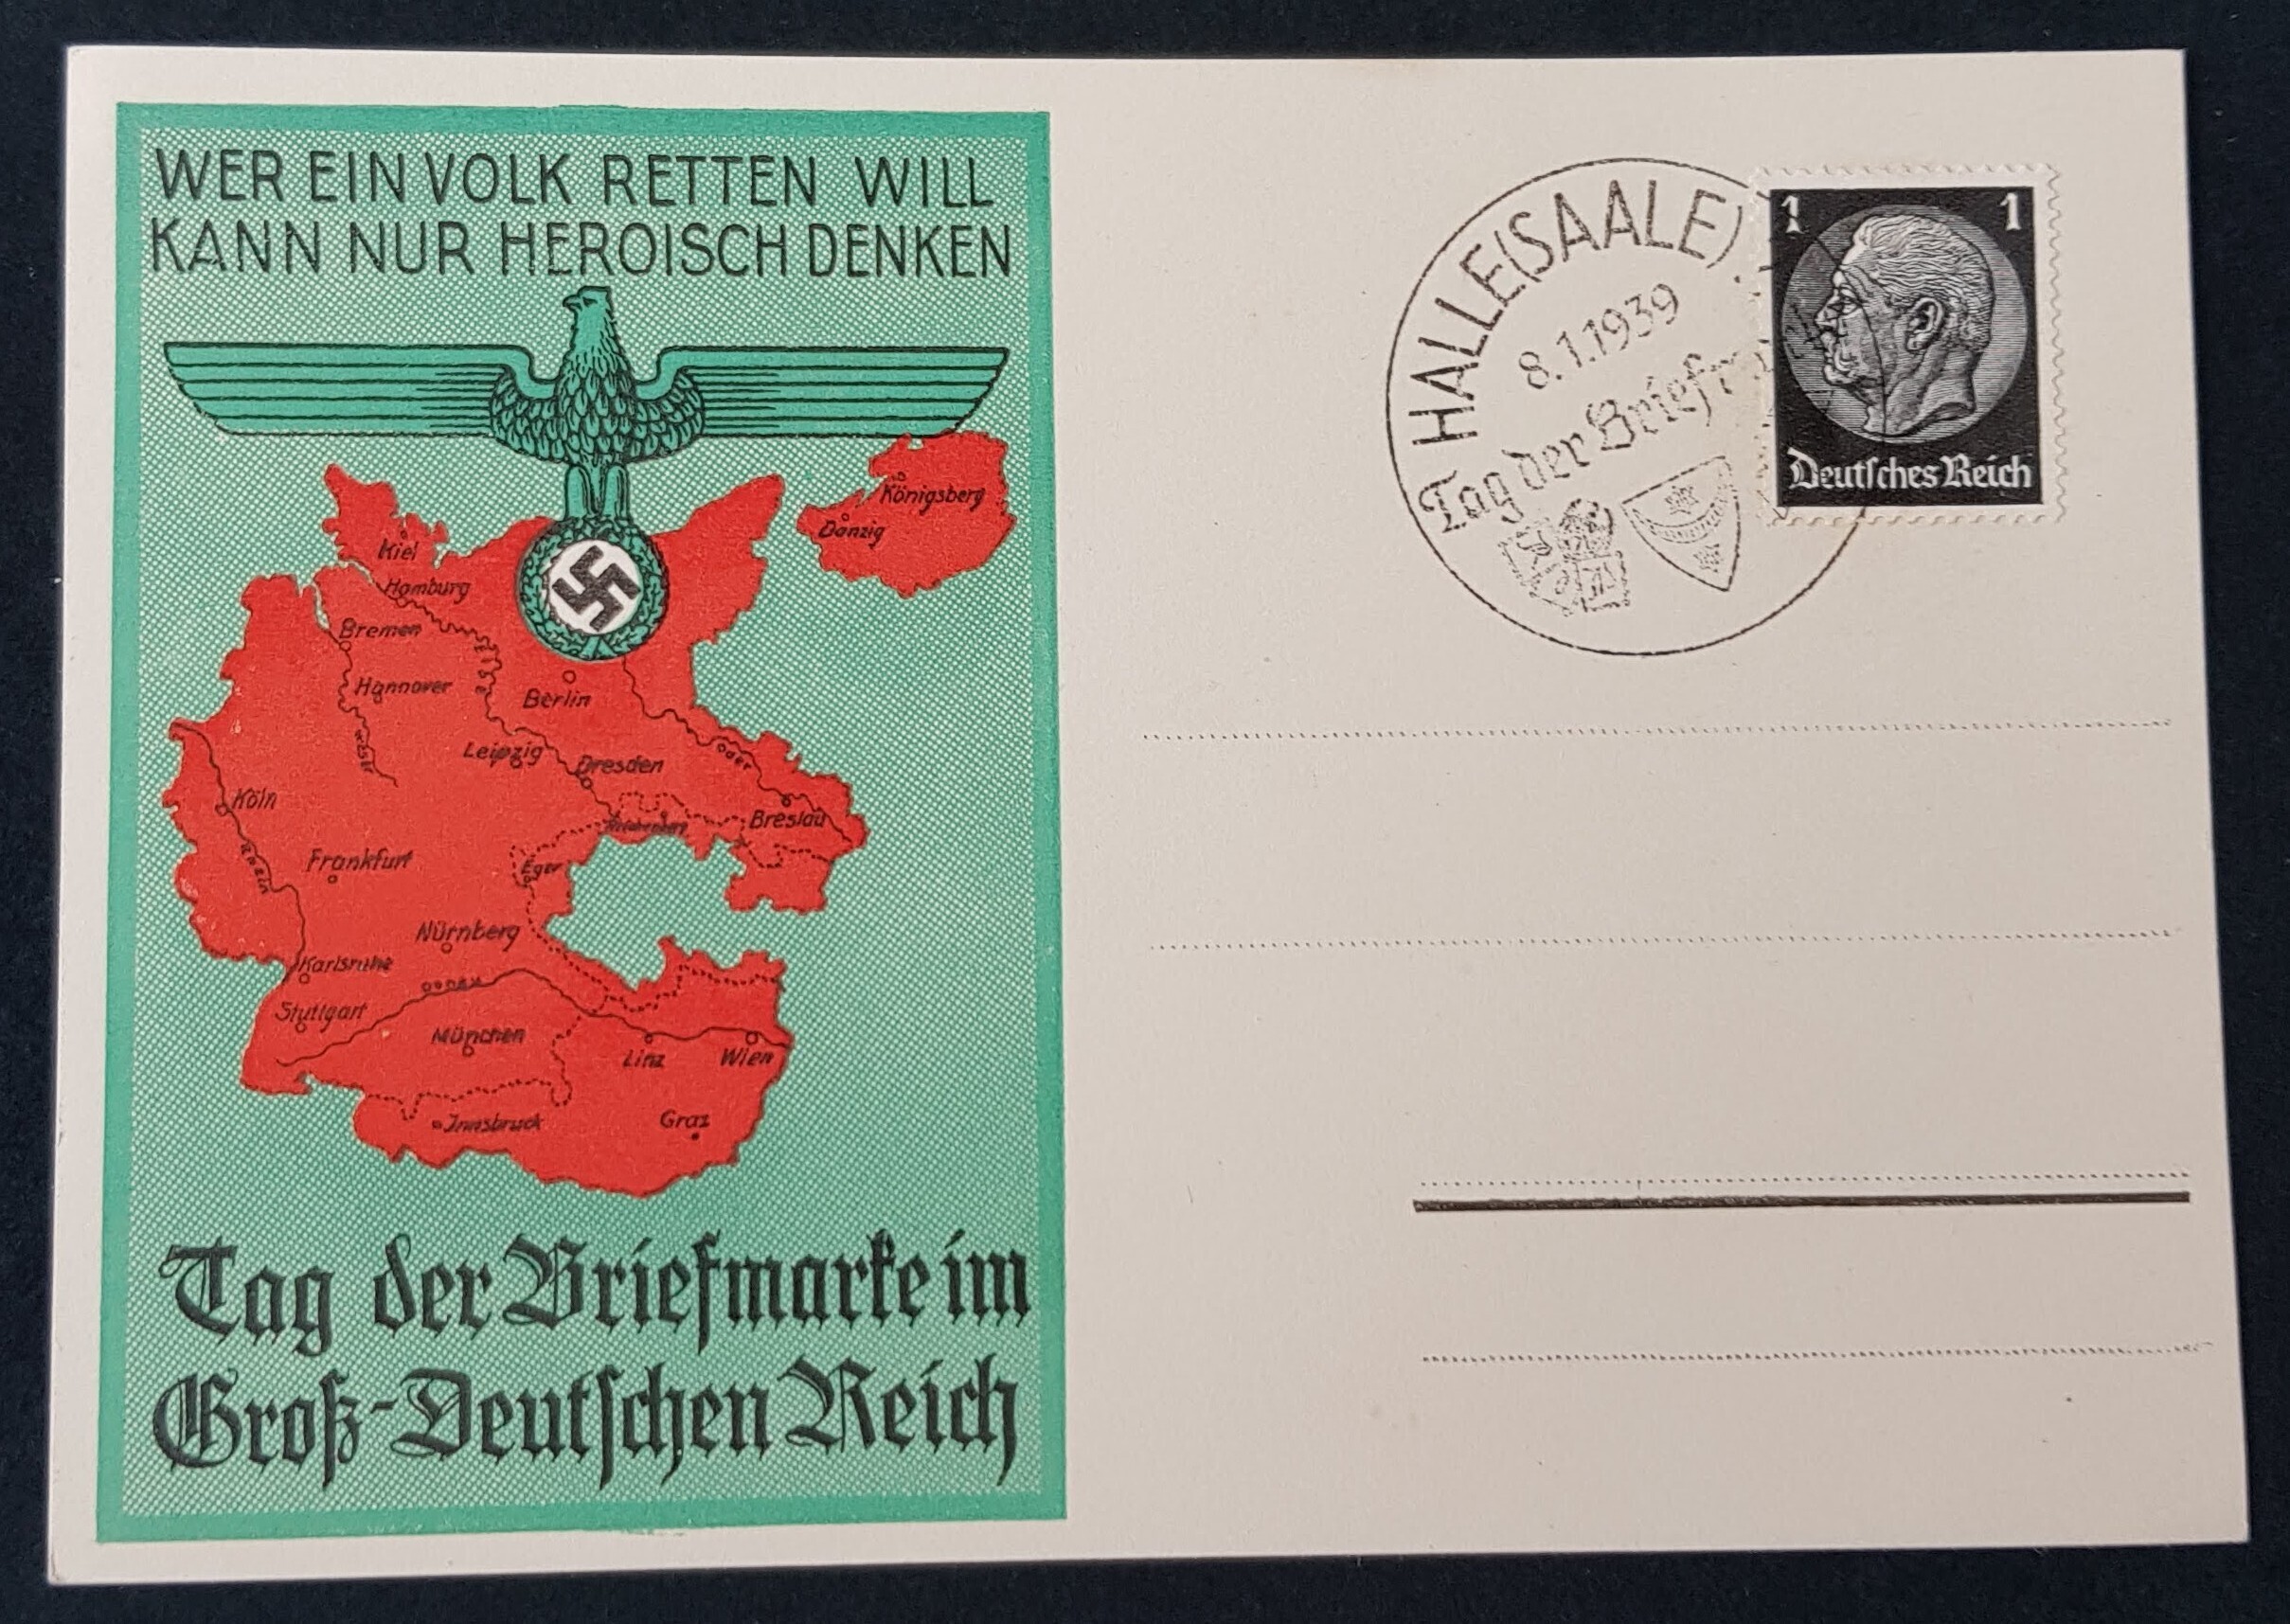 WER EIN VOLK RETTEN WILL
KANN NUR HEROISCH DENKEN
Königsberg
Danzig
Kiel
Hamburg
Bremen
Hannover
Berlin
Weser
Leipzig
Dresden
Oder
Köln
Breslau
Rhein
Frankfurt
Eger
Nürnberg
Karlsruhe
Donau
Stuttgart
München
Linz
Wien
Innsbruck
Graz
Tag der Briefmarke im
Groß-Deutschen Reich
HALLE (SAALE)
8.1.1939
Tag der Briefm
1 1
Deutsches Reich